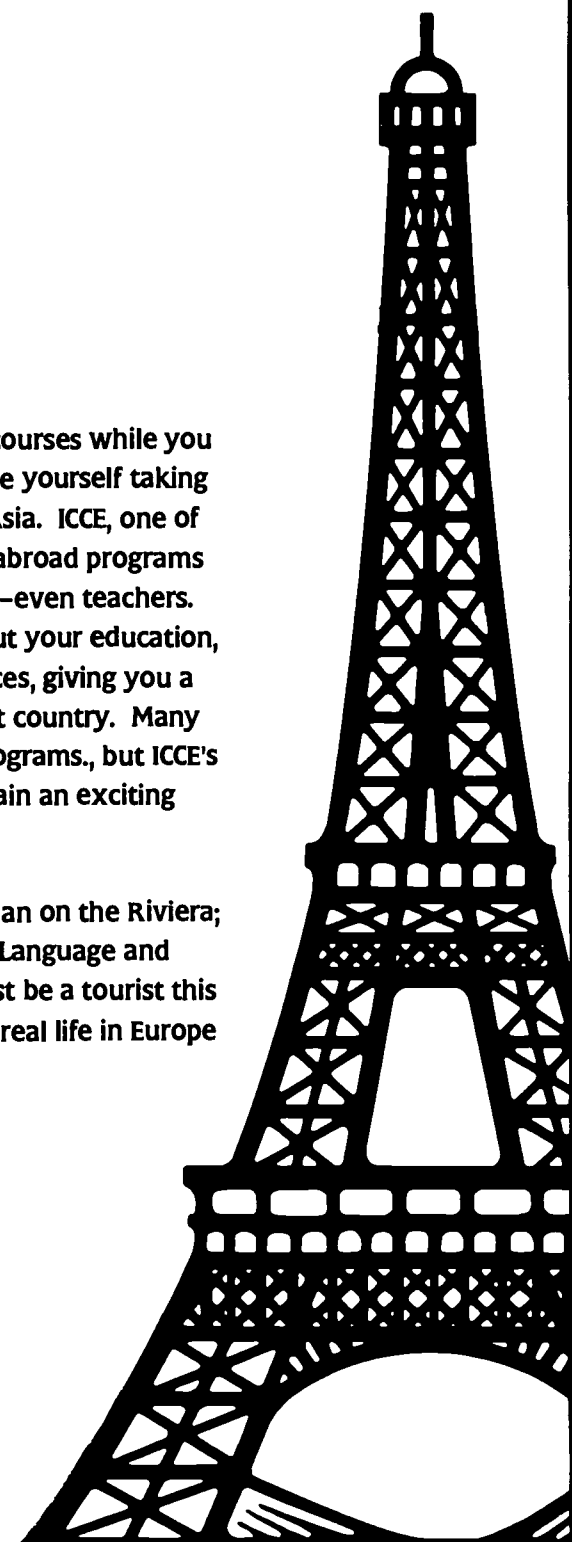 courses while you
e yourself taking
sia. ICCE, one of
abroad programs
–even teachers.
ut your education,
ces, giving you a
t country. Many
ograms., but ICCE's
ain an exciting
an on the Riviera;
Language and
st be a tourist this
real life in Europe